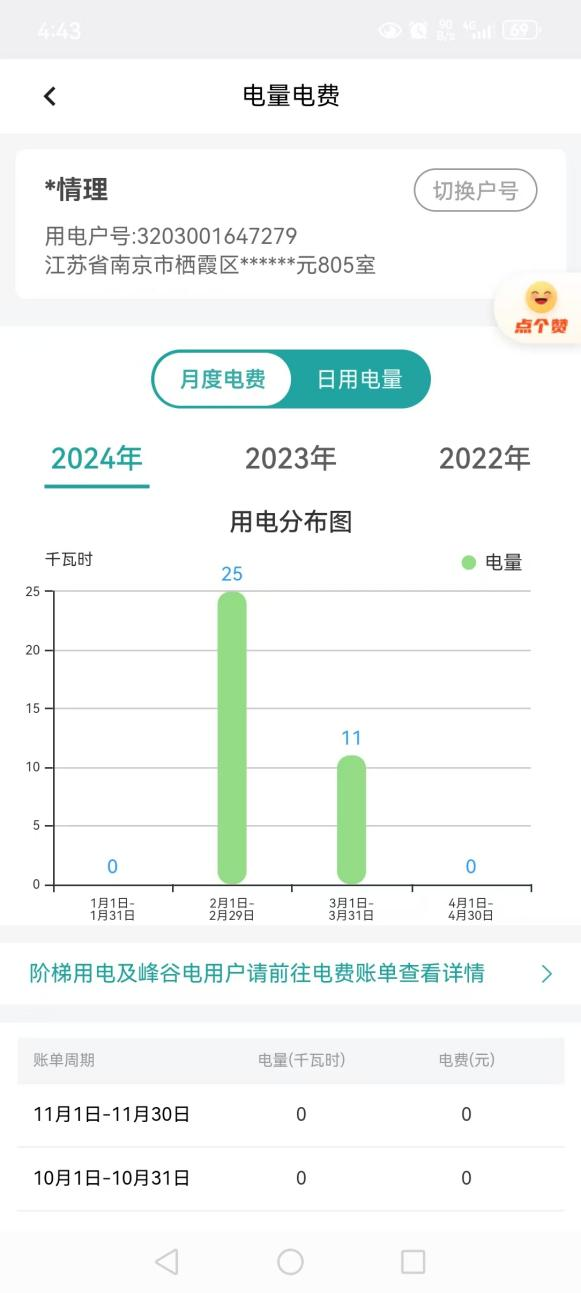 4:43
90
B/s
4G
69
电量电费
*情理
切换户号
用电户号:3203001647279
江苏省南京市栖霞区******元805室
点个赞
月度电费
日用电量
2024年
2023年
2022年
用电分布图
千瓦时
电量
25
20
15
10
5
0
0
25
11
0
1月1日-
1月31日
2月1日-
2月29日
3月1日-
3月31日
4月1日-
4月30日
阶梯用电及峰谷电用户请前往电费账单查看详情
账单周期
电量(千瓦时)
电费(元)
11月1日-11月30日
0
0
10月1日-10月31日
0
0